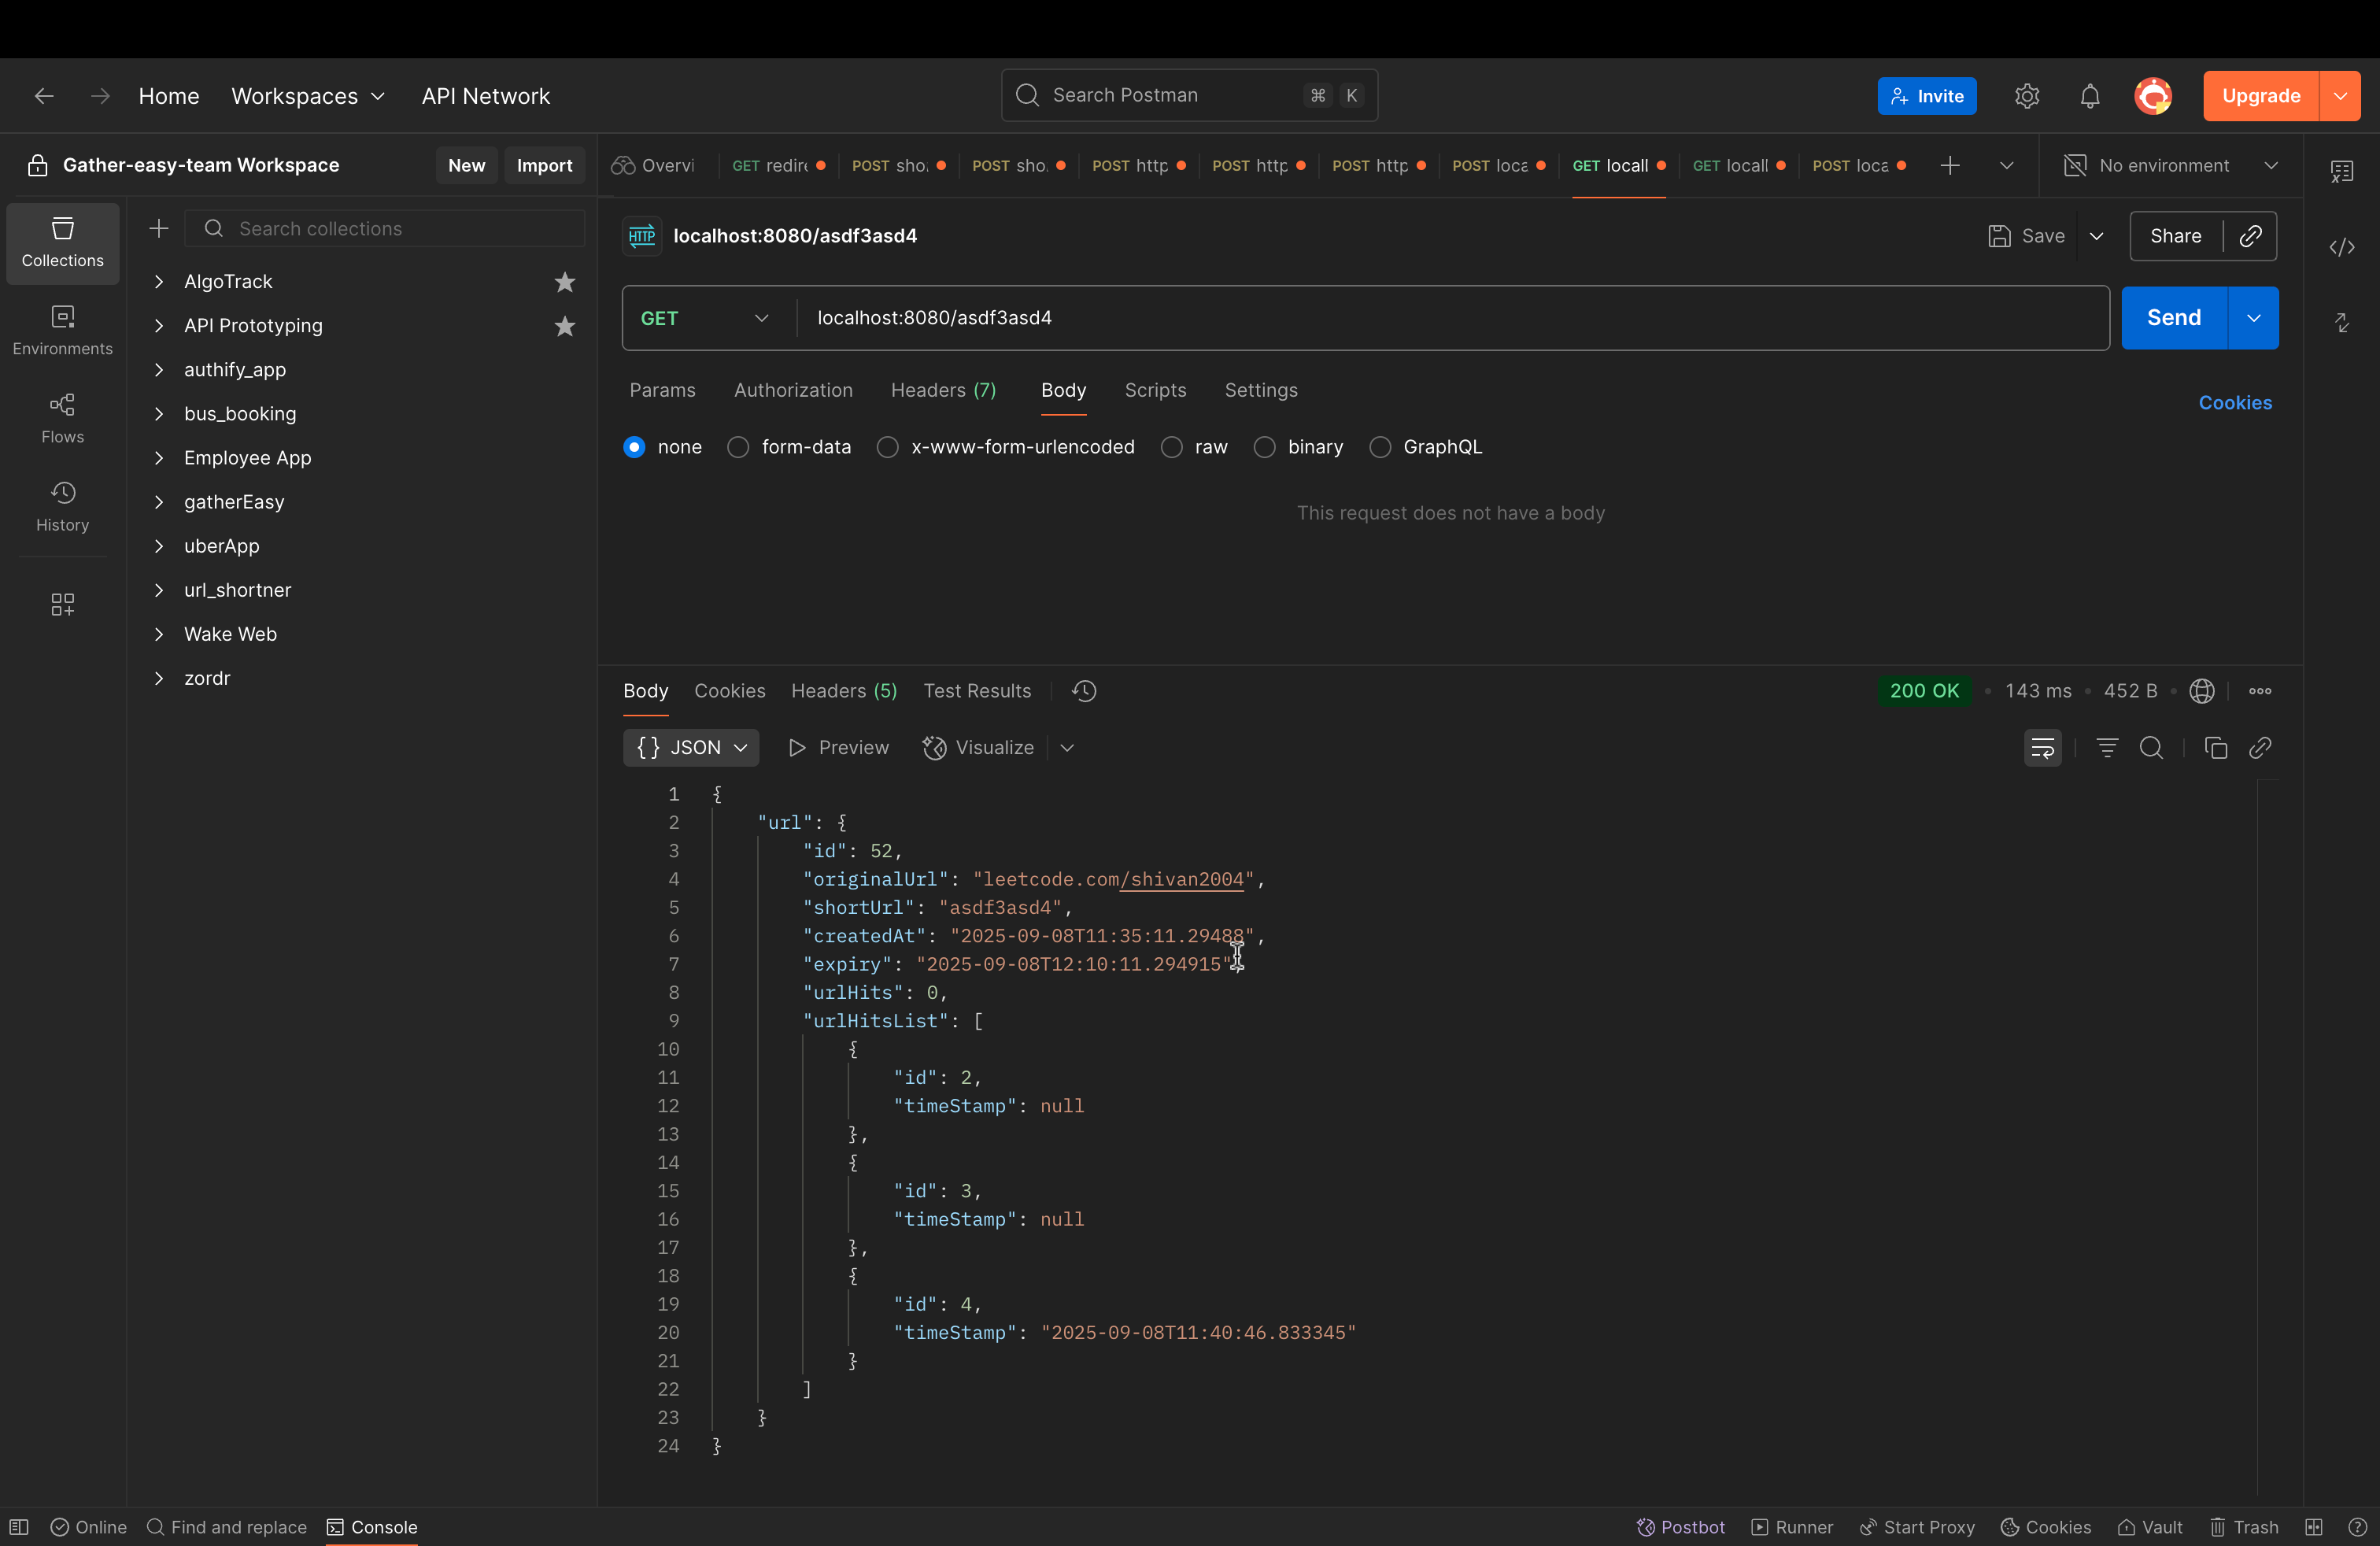 Home Workspaces API Network Search Postman ⌘ K Invite Upgrade
Gather-easy-team Workspace New Import
Overvi GET redire POST sho. POST sho. POST http POST http POST http POST loca GET locall GET locall POST loca No environment
Collections
Environments
Flows
History
Search collections
AlgoTrack
API Prototyping
authify_app
bus_booking
Employee App
gatherEasy
uberApp
url_shortner
Wake Web
zordr
HTTP localhost:8080/asdf3asd4 Save Share
GET localhost:8080/asdf3asd4 Send
Params Authorization Headers (7) Body Scripts Settings Cookies
none form-data x-www-form-urlencoded raw binary GraphQL
This request does not have a body
Body Cookies Headers (5) Test Results 200 OK • 143 ms • 452 B
{} JSON Preview Visualize
1 {
2 "url": {
3 "id": 52,
4 "originalUrl": "leetcode.com/shivan2004",
5 "shortUrl": "asdf3asd4",
6 "createdAt": "2025-09-08T11:35:11.29488",
7 "expiry": "2025-09-08T12:10:11.294915",
8 "urlHits": 0,
9 "urlHitsList": [
10 {
11 "id": 2,
12 "timeStamp": null
13 },
14 {
15 "id": 3,
16 "timeStamp": null
17 },
18 {
19 "id": 4,
20 "timeStamp": "2025-09-08T11:40:46.833345"
21 }
22 ]
23 }
24 }
Online Find and replace Console Postbot Runner Start Proxy Cookies Vault Trash